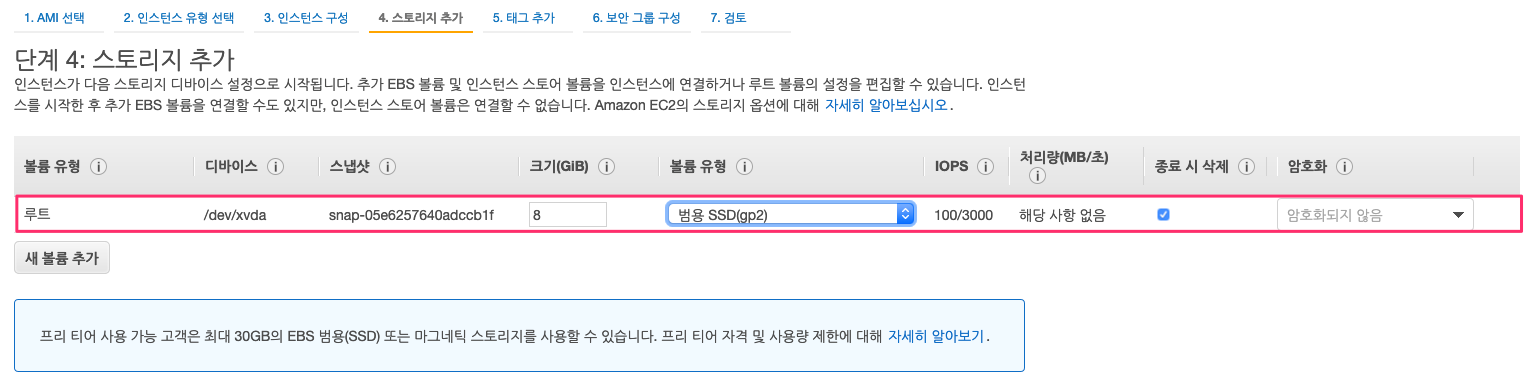 1. AMI 선택 2. 인스턴스 유형 선택 3. 인스턴스 구성 4. 스토리지 추가 5. 태그 추가 6. 보안 그룹 구성 7. 검토
단계 4: 스토리지 추가
인스턴스가 다음 스토리지 디바이스 설정으로 시작됩니다. 추가 EBS 볼륨 및 인스턴스 스토어 볼륨을 인스턴스에 연결하거나 루트 볼륨의 설정을 편집할 수 있습니다. 인스턴
스를 시작한 후 추가 EBS 볼륨을 연결할 수도 있지만, 인스턴스 스토어 볼륨은 연결할 수 없습니다. Amazon EC2의 스토리지 옵션에 대해 자세히 알아보십시오.
볼륨 유형 디바이스 스냅샷 크기(GiB) 볼륨 유형 IOPS 처리량(MB/초) 종료 시 삭제 암호화
루트 /dev/xvda snap-05e6257640adccb1f 8 범용 SSD(gp2) 100/3000 해당 사항 없음 암호화되지 않음
새 볼륨 추가
프리 티어 사용 가능 고객은 최대 30GB의 EBS 범용(SSD) 또는 마그네틱 스토리지를 사용할 수 있습니다. 프리 티어 자격 및 사용량 제한에 대해 자세히 알아보기.